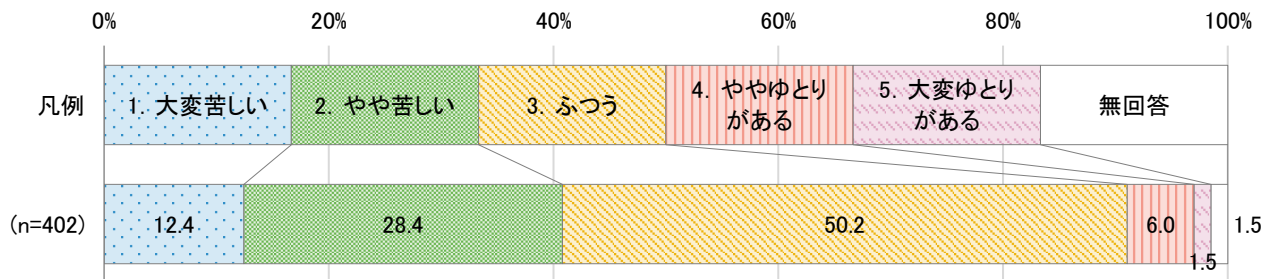 0% 20% 40% 60% 80% 100%
凡例 1．大変苦しい 2．やや苦しい 3．ふつう 4．ややゆとり 5．大変ゆとり 無回答
がある がある
(n=402) 12.4 28.4 50.2 6.0 1.5
1.5